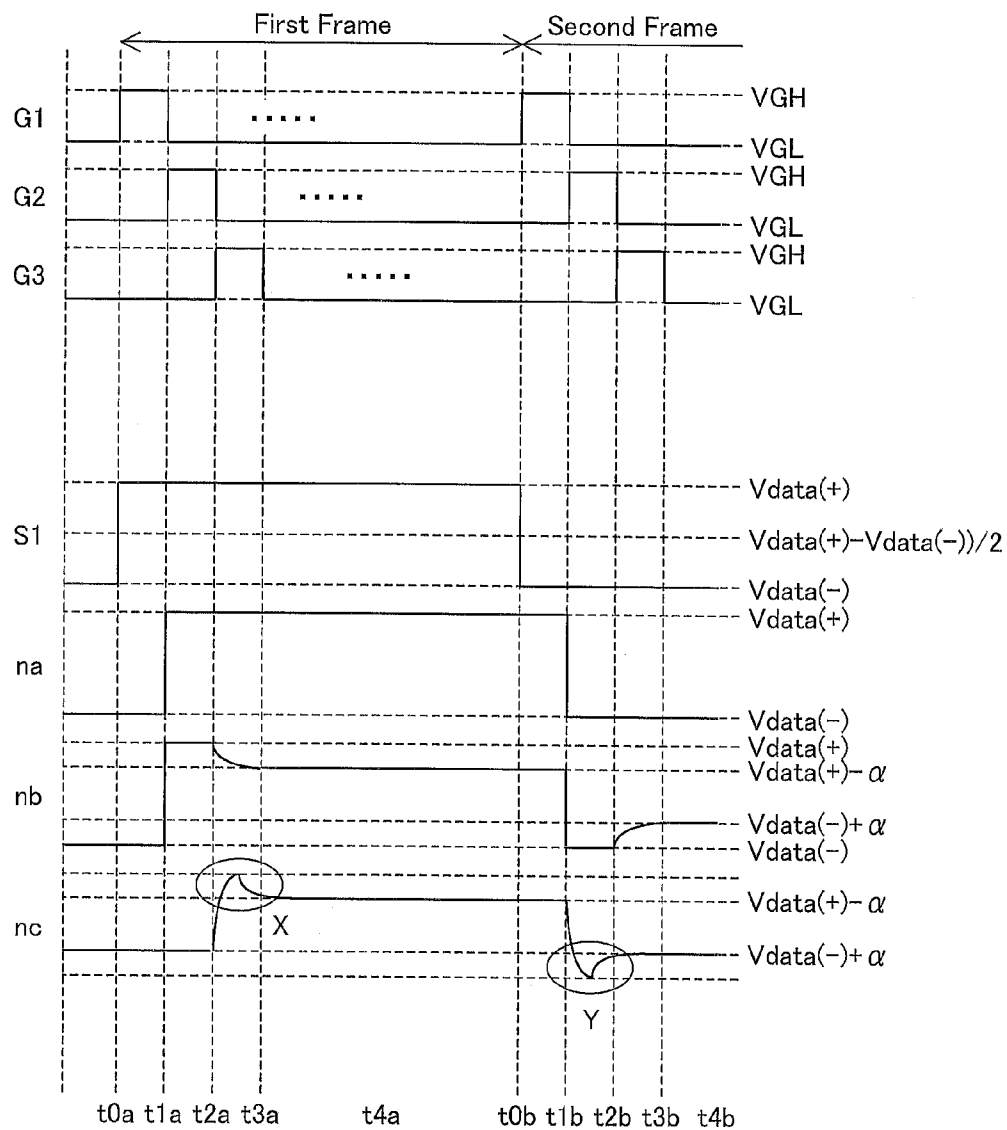 First Frame Second Frame
G1 VGH
VGL
G2 VGH
VGL
G3 VGH
VGL
Vdata(+)
S1 Vdata(+)-Vdata(-))/2
Vdata(-)
Vdata(+)
na
Vdata(-)
Vdata(+)
Vdata(+)-α
nb
Vdata(-)+α
Vdata(-)
Vdata(+)-α
X
nc
Vdata(-)+α
Y
t0a t1a t2a t3a t4a t0b t1b t2b t3b t4b